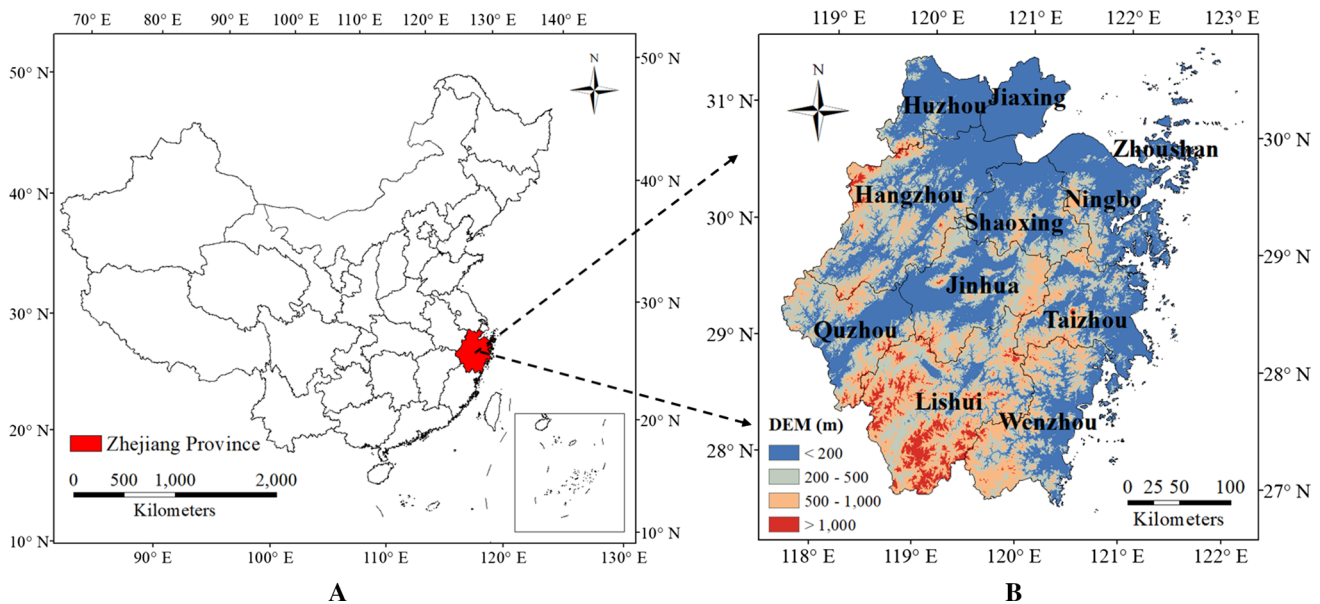 70° E 80° E 90° E 100° E 110° E 120° E 130° E 140° E
50° N
40° N
30° N
20° N
10° N
50° N
40° N
30° N
20° N
10° N
N
Zhejiang Province
0 500 1,000 2,000
Kilometers
90° E 100° E 110° E 120° E 130° E
A
119° E 120° E 121° E 122° E 123° E
31° N
30° N
29° N
28° N
30° N
29° N
28° N
27° N
N
Huzhou
Jiaxing
Zhoushan
Hangzhou
Ningbo
Shaoxing
Jinhua
Quzhou
Taizhou
Lishui
Wenzhou
DEM (m)
< 200
200 - 500
500 - 1,000
> 1,000
0 25 50 100
Kilometers
118° E 119° E 120° E 121° E 122° E
B